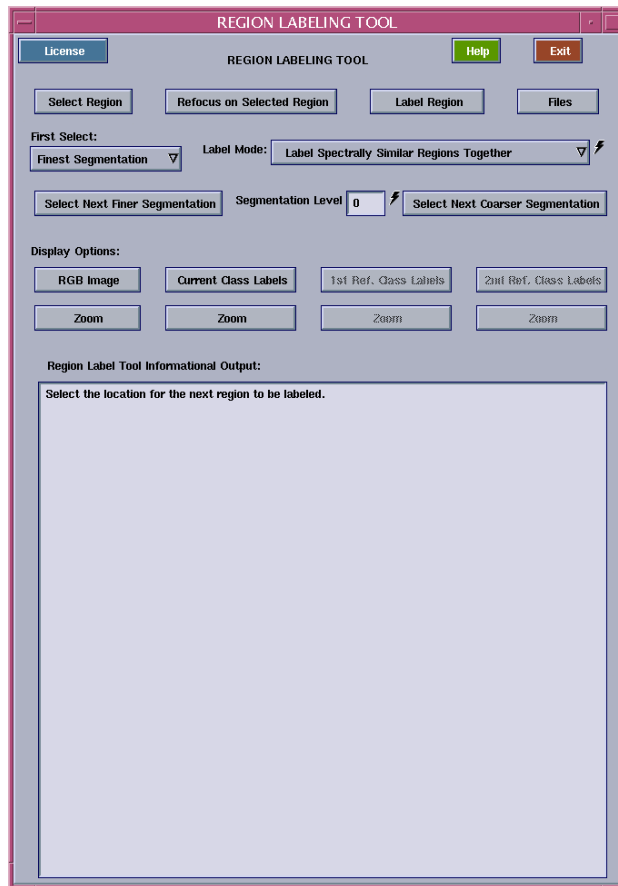 REGION LABELING TOOL
License
REGION LABELING TOOL
Help
Exit
Select Region
Refocus on Selected Region
Label Region
Files
First Select:
Finest Segmentation
Label Mode:
Label Spectrally Similar Regions Together
Select Next Finer Segmentation
Segmentation Level
0
Select Next Coarser Segmentation
Display Options:
RGB Image
Current Class Labels
1st Ref. Class Labels
2nd Ref. Class Labels
Zoom
Zoom
Zoom
Zoom
Region Label Tool Informational Output:
Select the location for the next region to be labeled.